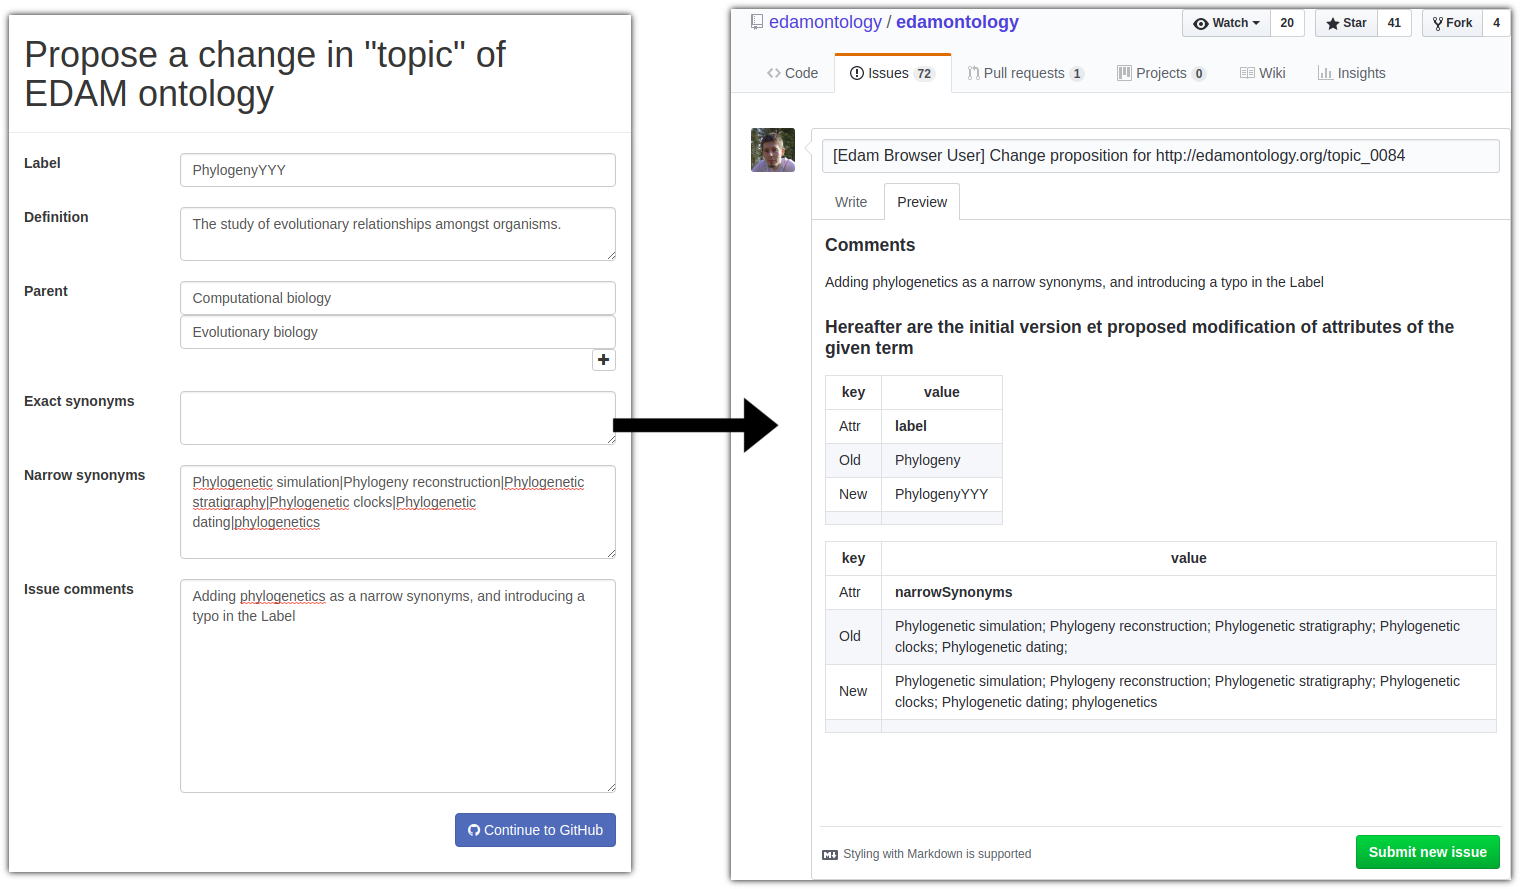 Propose a change in "topic" of
EDAM ontology
Label
PhylogenyYYY
Definition
The study of evolutionary relationships amongst organisms.
Parent
Computational biology
Evolutionary biology
Exact synonyms
Narrow synonyms
Phylogenetic simulation|Phylogeny reconstruction|Phylogenetic
stratigraphy|Phylogenetic clocks|Phylogenetic
dating|phylogenetics
Issue comments
Adding phylogenetics as a narrow synonyms, and introducing a
typo in the Label
Continue to GitHub
edamontology / edamontology
Watch 20 Star 41 Fork 4
Code Issues 72 Pull requests 1 Projects 0 Wiki Insights
[Edam Browser User] Change proposition for http://edamontology.org/topic_0084
Write Preview
Comments
Adding phylogenetics as a narrow synonyms, and introducing a typo in the Label
Hereafter are the initial version et proposed modification of attributes of the
given term
key value
Attr label
Old Phylogeny
New PhylogenyYYY
key value
Attr narrowSynonyms
Old Phylogenetic simulation; Phylogeny reconstruction; Phylogenetic stratigraphy; Phylogenetic
clocks; Phylogenetic dating;
New Phylogenetic simulation; Phylogeny reconstruction; Phylogenetic stratigraphy; Phylogenetic
clocks; Phylogenetic dating; phylogenetics
Styling with Markdown is supported
Submit new issue